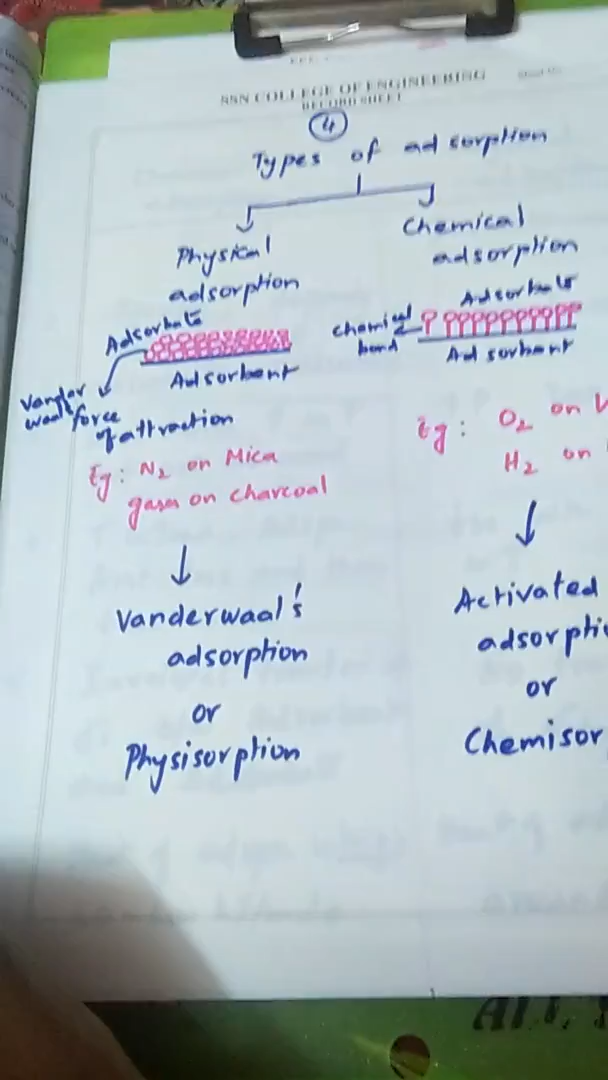 SSN COLLEGE OF ENGINEERING
RECORD SHEET
4
Types of adsorption
Physical
adsorption
Adsorbate
Adsorbent
Vander
waal force
of attraction
Eg: N2 on Mica
gases on charcoal
Vanderwaal's
adsorption
or
Physisorption
Chemical
adsorption
Adsorbate
chemical
bond
Adsorbent
Eg: O2 on
H2 on
Activated
adsorptio
or
Chemisor